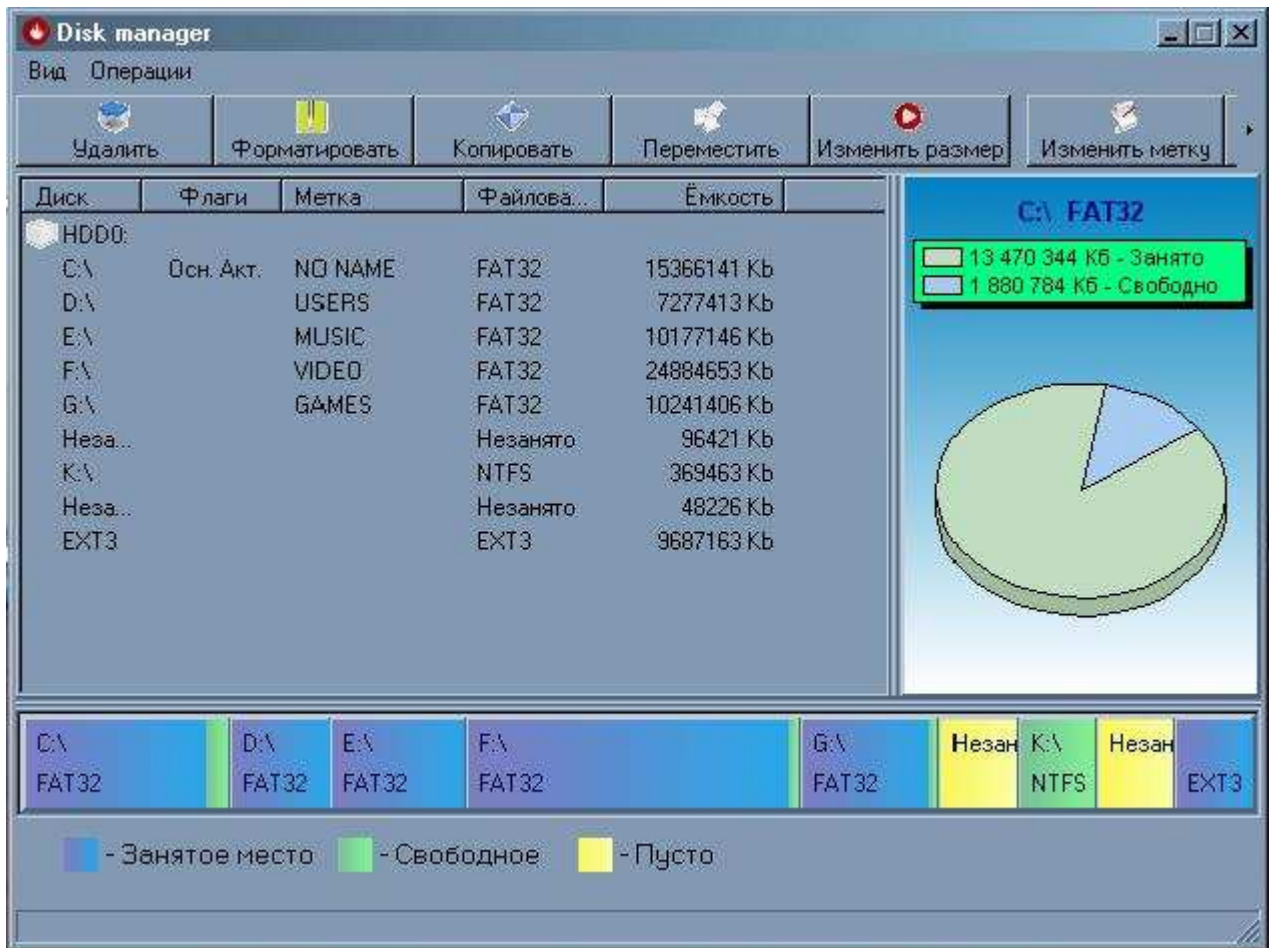 Disk manager
Вид Операции
Удалить Форматировать Копировать Переместить Изменить размер Изменить метку
Диск Флаги Метка Файлова... Ёмкость
HDD0:
C:\ Осн. Акт. NO NAME FAT32 15366141 Kb
D:\ USERS FAT32 7277413 Kb
E:\ MUSIC FAT32 10177146 Kb
F:\ VIDEO FAT32 24884653 Kb
G:\ GAMES FAT32 10241406 Kb
Неза... Незанято 96421 Kb
K:\ NTFS 369463 Kb
Неза... Незанято 48226 Kb
EXT3 EXT3 9687163 Kb
C:\ FAT32
13 470 344 Кб - Занято
1 880 784 Кб - Свободно
C:\ D:\ E:\ F:\ G:\ Незан K:\ Незан
FAT32 FAT32 FAT32 FAT32 FAT32 NTFS EXT3
- Занятое место - Свободное - Пусто